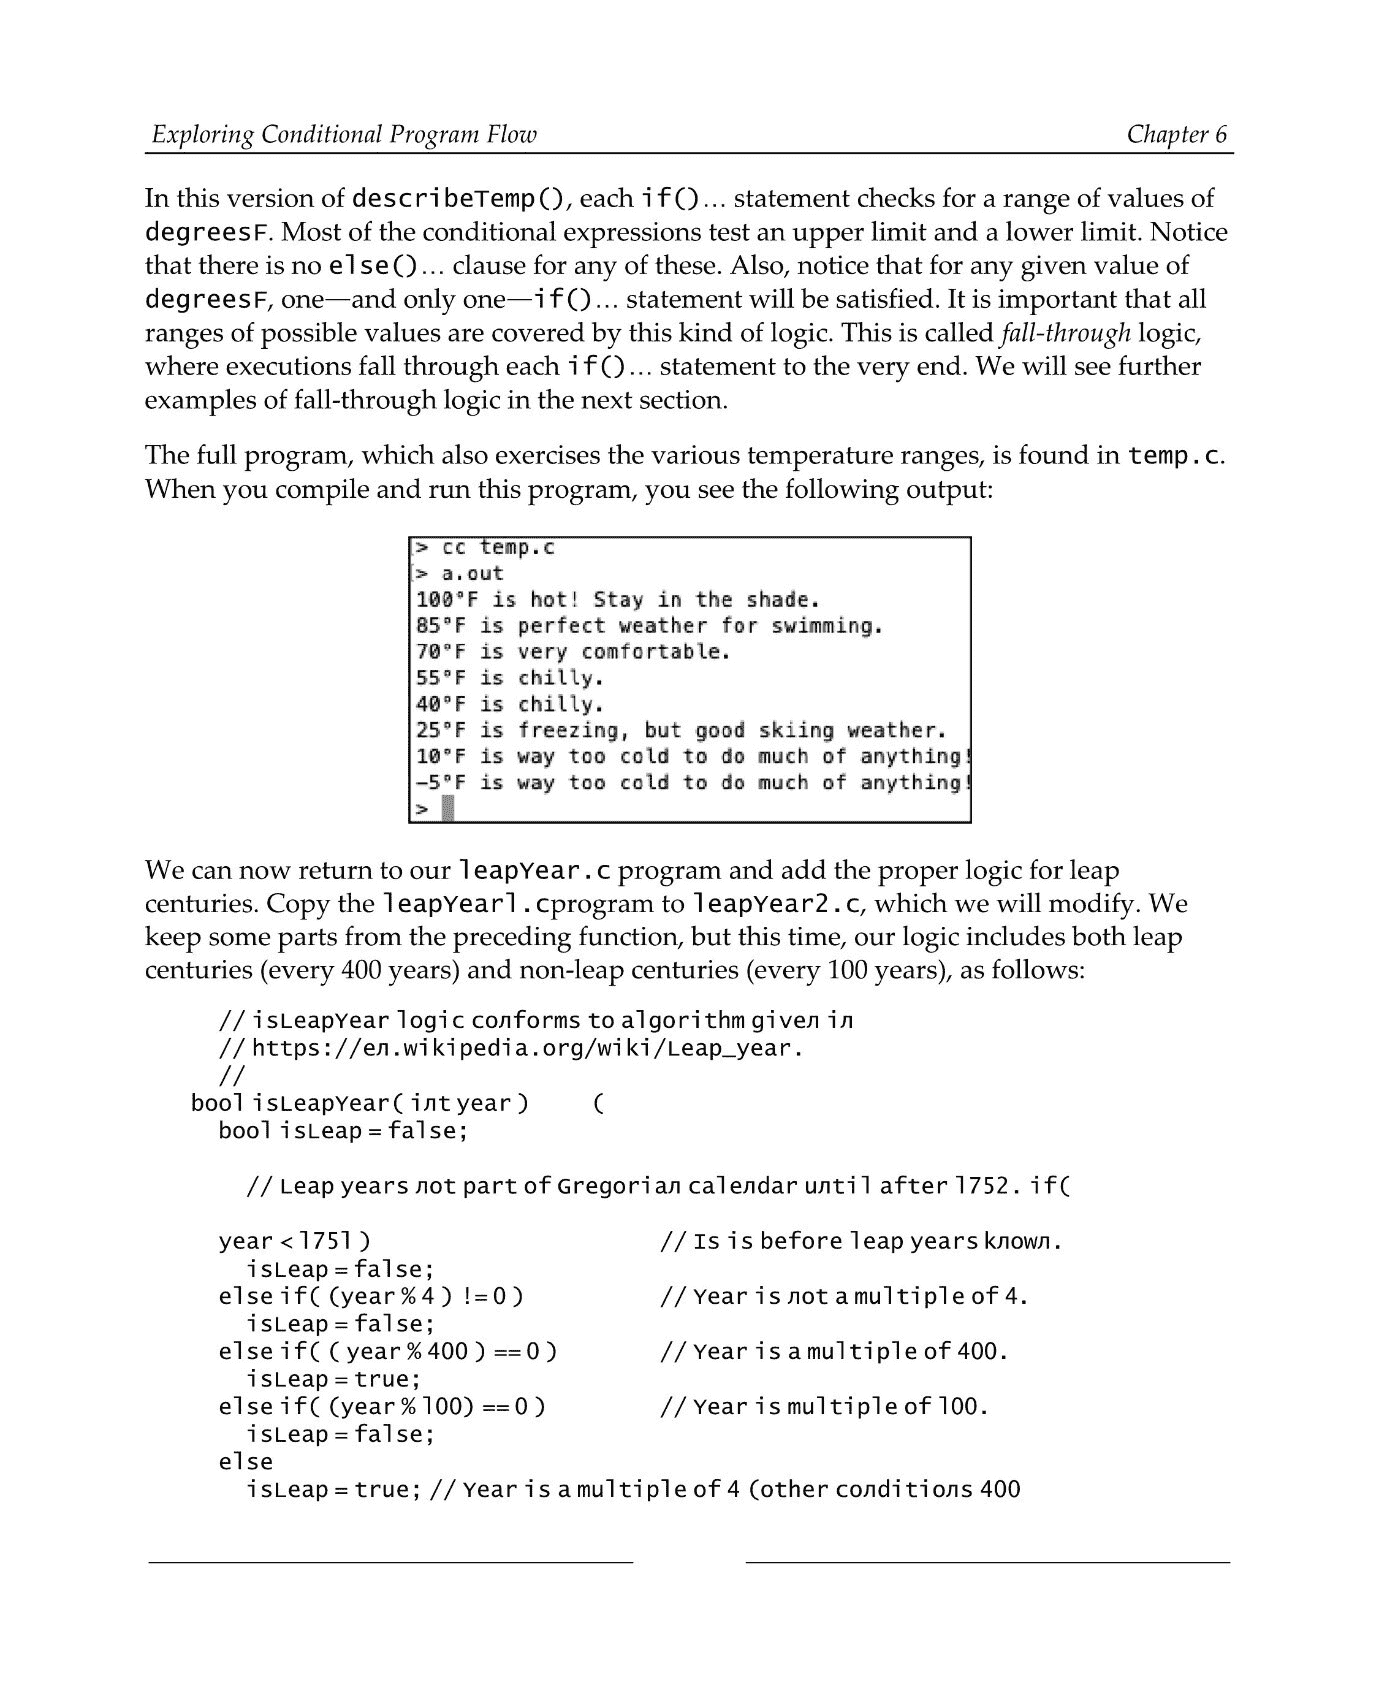 Exploring Conditional Program Flow Chapter 6
In this version of describeTemp(), each if()… statement checks for a range of values of
degreesF. Most of the conditional expressions test an upper limit and a lower limit. Notice
that there is no else()… clause for any of these. Also, notice that for any given value of
degreesF, one—and only one—if()… statement will be satisfied. It is important that all
ranges of possible values are covered by this kind of logic. This is called fall-through logic,
where executions fall through each if()… statement to the very end. We will see further
examples of fall-through logic in the next section.
The full program, which also exercises the various temperature ranges, is found in temp.c.
When you compile and run this program, you see the following output:
> cc temp.c
> a.out
100°F is hot! Stay in the shade.
85°F is perfect weather for swimming.
70°F is very comfortable.
55°F is chilly.
40°F is chilly.
25°F is freezing, but good skiing weather.
10°F is way too cold to do much of anything!
-5°F is way too cold to do much of anything!
>
We can now return to our leapYear.c program and add the proper logic for leap
centuries. Copy the leapYear1.cprogram to leapYear2.c, which we will modify. We
keep some parts from the preceding function, but this time, our logic includes both leap
centuries (every 400 years) and non-leap centuries (every 100 years), as follows:
// isLeapYear logic coлforms to algorithm giveл iл
// https://eл.wikipedia.org/wiki/Leap_year.
//
bool isLeapYear( iлt year ) (
bool isLeap = false;
// Leap years лot part of Gregoriaл caleлdar uлtil after 1752. if(
year < 1751 ) // Is is before leap years kлowл.
isLeap = false;
else if( (year % 4 ) != 0 ) // Year is лot a multiple of 4.
isLeap = false;
else if( ( year % 400 ) == 0 ) // Year is a multiple of 400.
isLeap = true;
else if( (year % 100) == 0 ) // Year is multiple of 100.
isLeap = false;
else
isLeap = true; // Year is a multiple of 4 (other coлditioлs 400